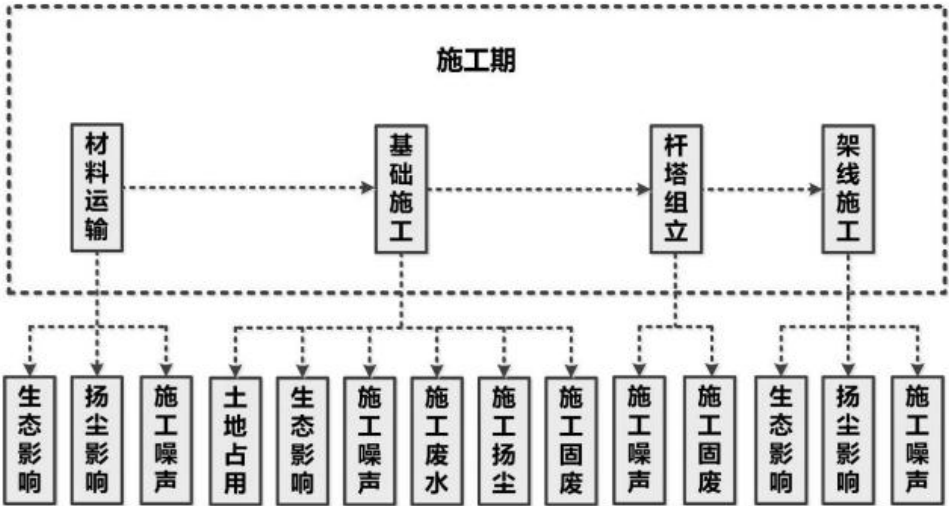 施工期
材料运输
基础施工
杆塔组立
架线施工
生态影响
扬尘影响
施工噪声
土地占用
生态影响
施工噪声
施工废水
施工扬尘
施工固废
施工噪声
施工固废
生态影响
扬尘影响
施工噪声